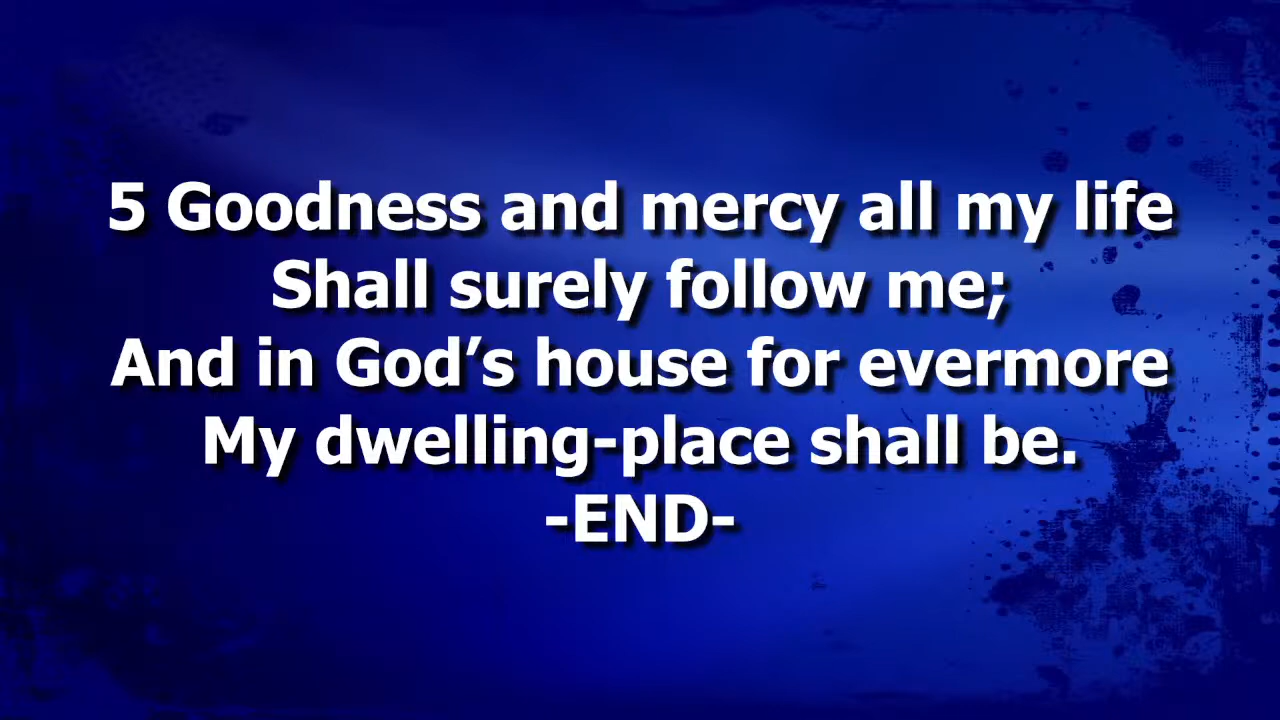 5 Goodness and mercy all my life
Shall surely follow me;
And in God’s house for evermore
My dwelling-place shall be.
-END-